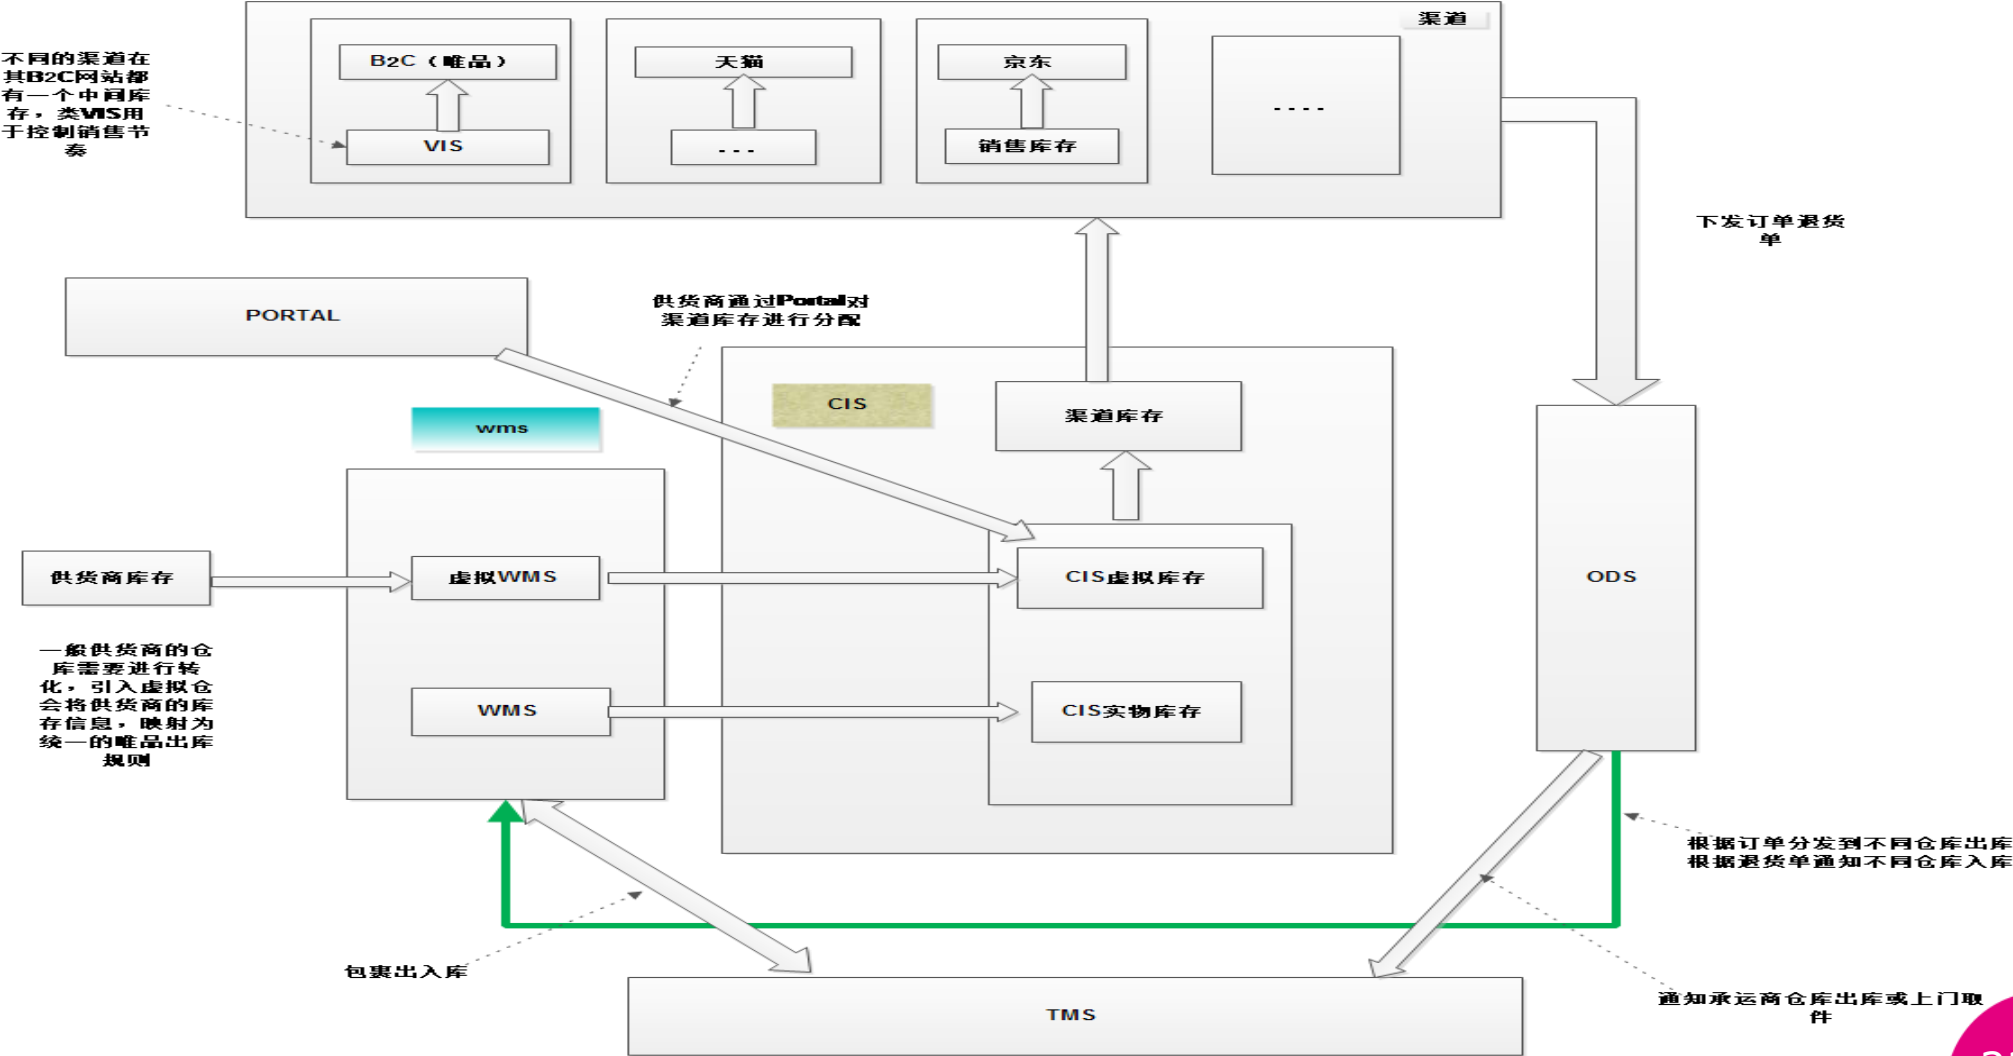 渠道
不同的渠道在
其B2C网站都
有一个中间库
存，类VIS用
于控制销售节
奏
B2C（唯品）
天猫
京东
....
VIS
...
销售库存
下发订单退货
单
PORTAL
供货商通过Portal对
渠道库存进行分配
CIS
渠道库存
wms
供货商库存
虚拟WMS
CIS虚拟库存
ODS
一般供货商的仓
库需要进行转
化，引入虚拟仓
会将供货商的库
存信息，映射为
统一的唯品出库
规则
WMS
CIS实物库存
根据订单分发到不同仓库出库
根据退货单通知不同仓库入库
包裹出入库
通知承运商仓库出库或上门取
件
TMS